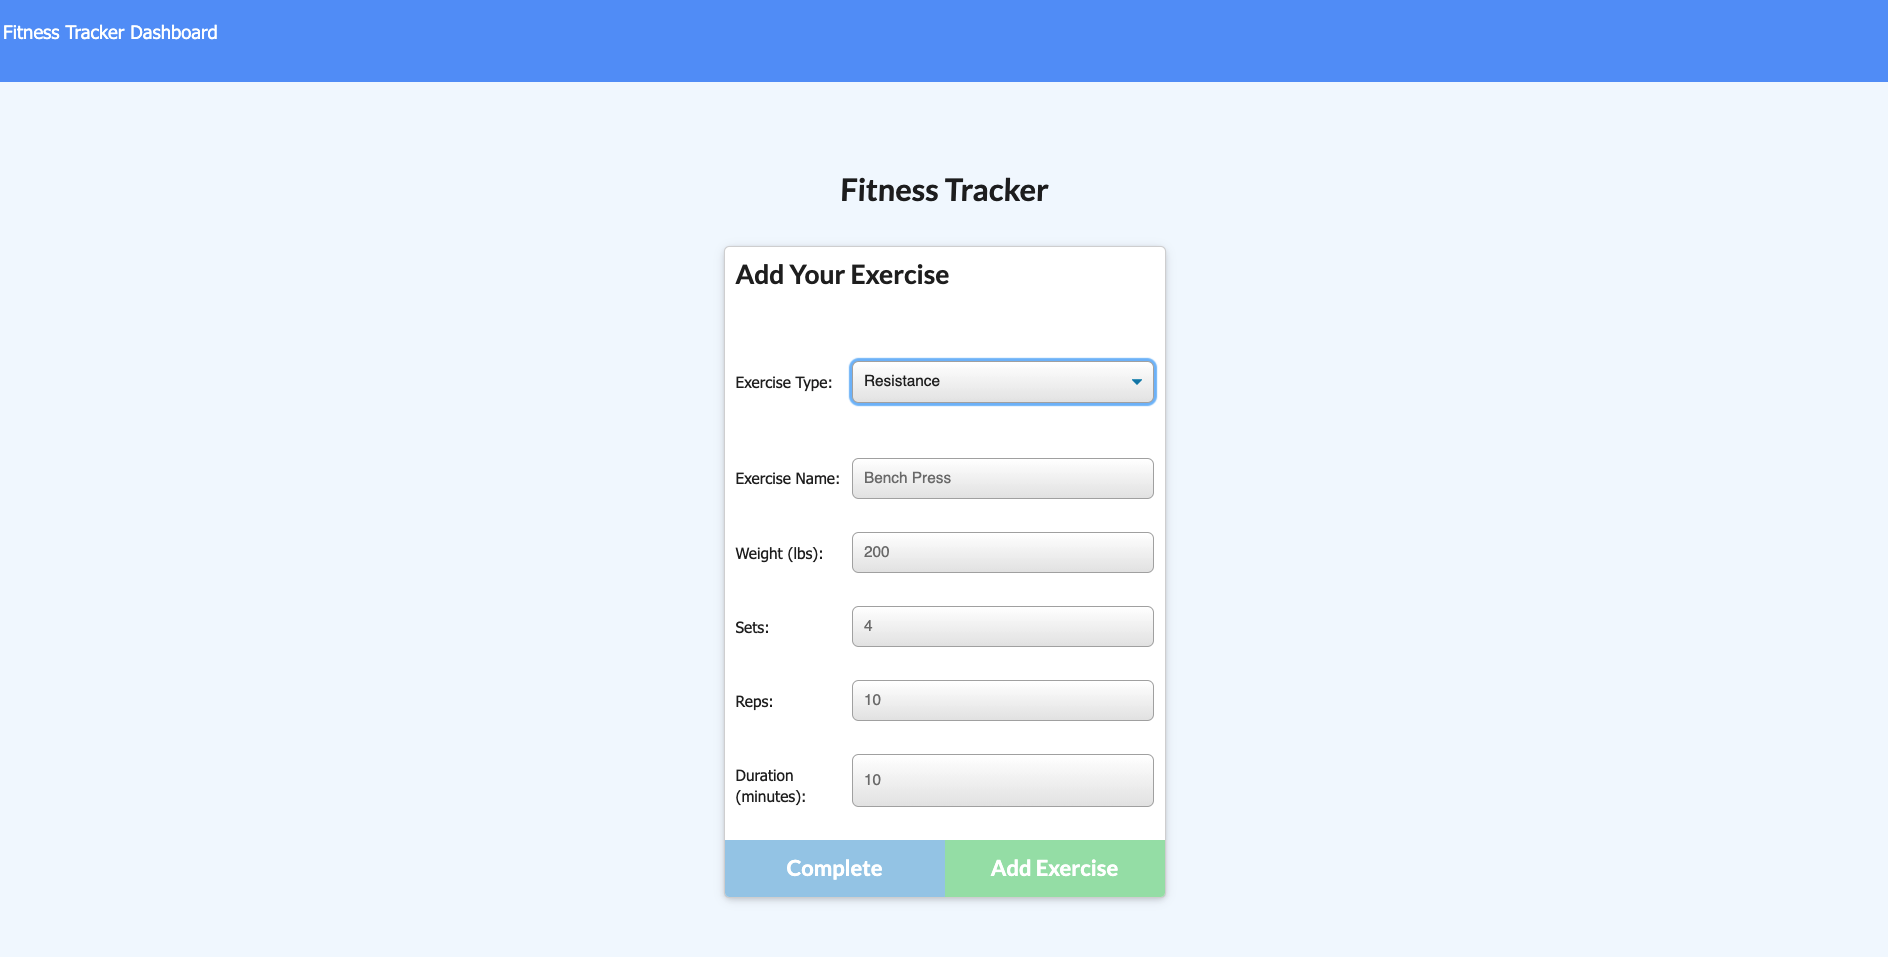 Fitness Tracker Dashboard
Fitness Tracker
Add Your Exercise
Exercise Type: Resistance
Exercise Name: Bench Press
Weight (lbs): 200
Sets: 4
Reps: 10
Duration
(minutes): 10
Complete Add Exercise